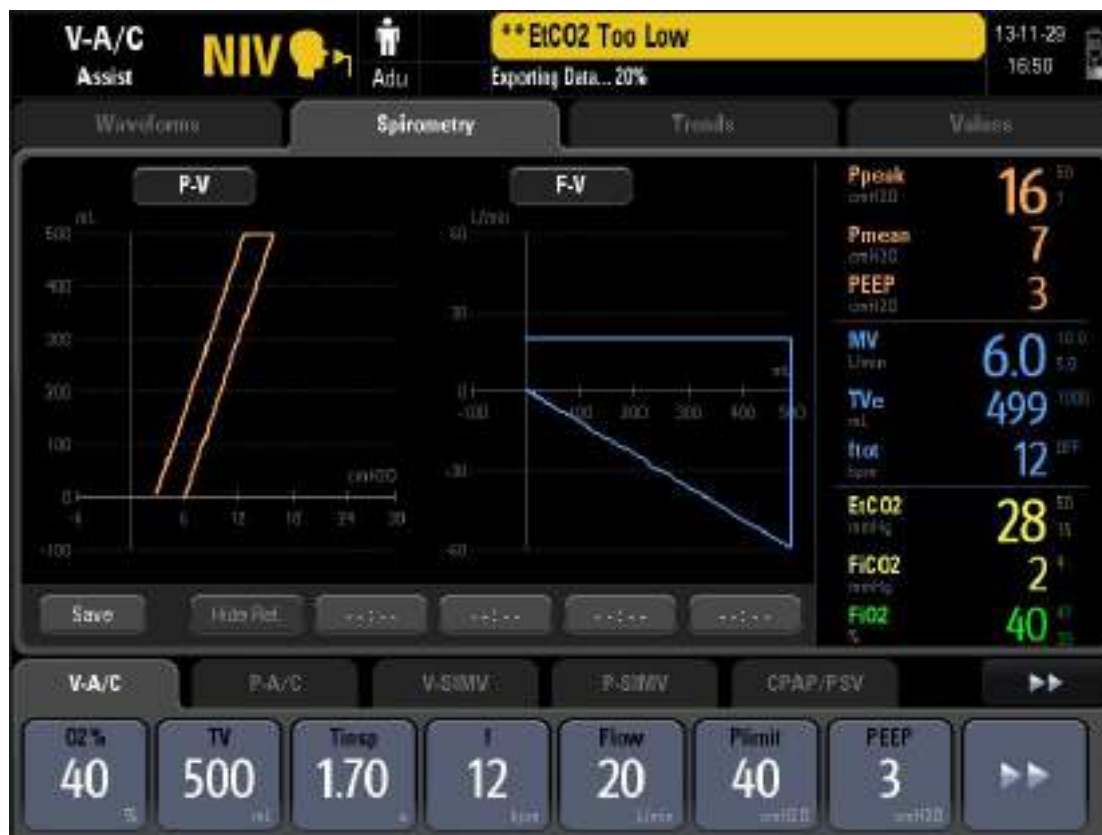 V-A/C
Assist
NIV
Adu
**EtCO2 Too Low
Exporting Data... 20%
13-11-29
16:50
Waveforms
Spirometry
Trends
Values
P-V
mL
500
400
300
200
100
0
-100
-6
6
12
18
24
30
cmH2O
F-V
L/min
60
30
0
-30
-60
-100
100
200
300
400
500
mL
Ppeak
cmH2O
16
50
7
Pmean
cmH2O
7
PEEP
cmH2O
3
MV
L/min
6.0
10.0
5.0
TVe
mL
499
1000
ftot
bpm
12
OFF
EtCO2
mmHg
28
50
15
FiCO2
mmHg
2
4
FiO2
%
40
47
Save
Hide Ref.
--:--
--:--
--:--
--:--
V-A/C
P-A/C
V-SIMV
P-SIMV
CPAP/PSV
O2%
40
%
TV
500
mL
Tinsp
1.70
s
f
12
bpm
Flow
20
L/min
Plimit
40
cmH2O
PEEP
3
cmH2O